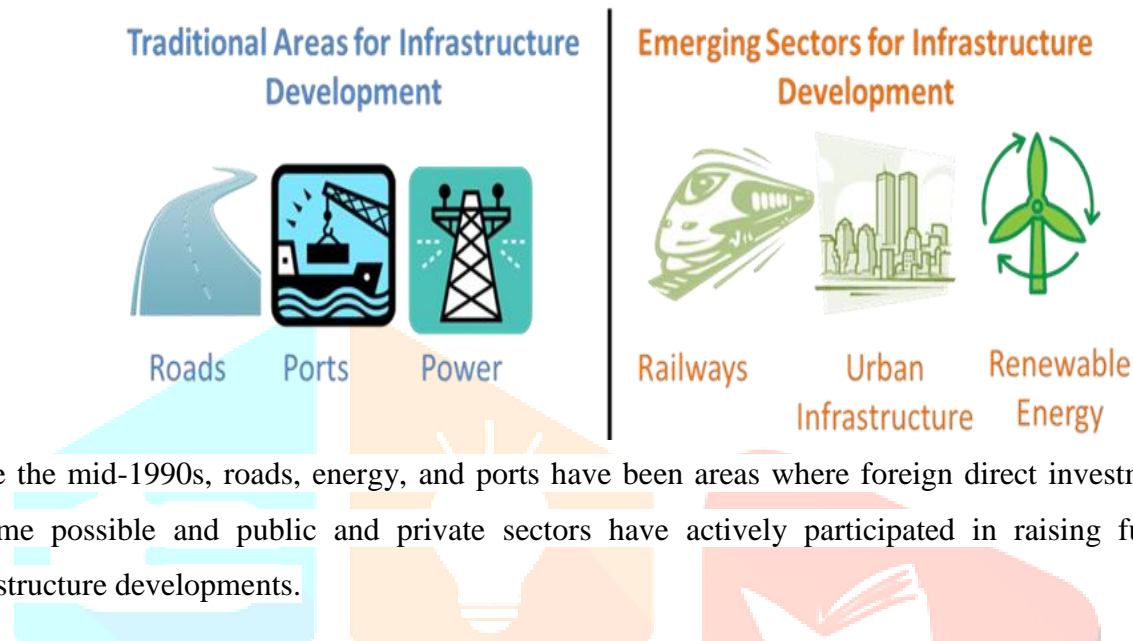 Traditional Areas for Infrastructure
Development
Emerging Sectors for Infrastructure
Development
Roads
Ports
Power
Railways
Urban
Infrastructure
Renewable
Energy
e the mid-1990s, roads, energy, and ports have been areas where foreign direct investm
me possible and public and private sectors have actively participated in raising fu
structure developments.